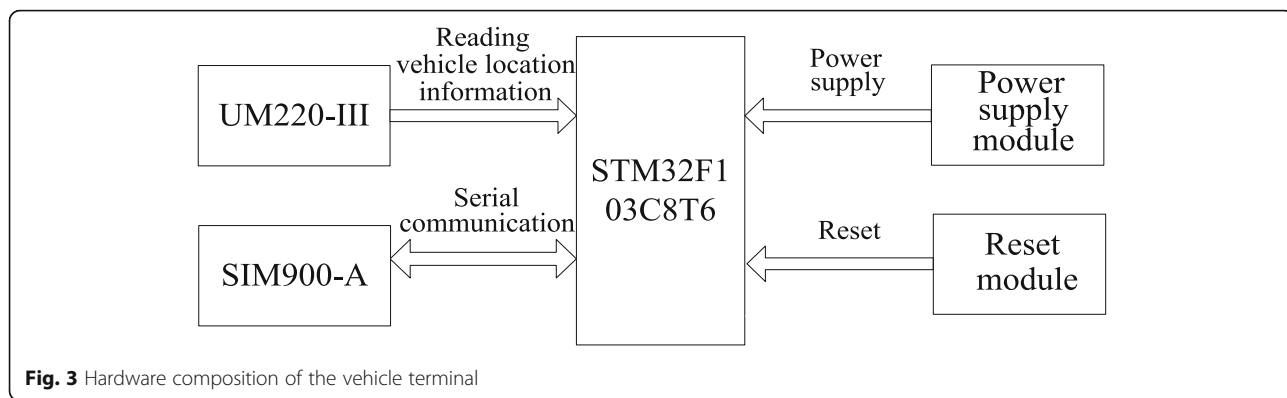 Reading
vehicle location
information
UM220-III
Serial
communication
SIM900-A
STM32F1
03C8T6
Power
supply
Power
supply
module
Reset
Reset
module
Fig. 3 Hardware composition of the vehicle terminal